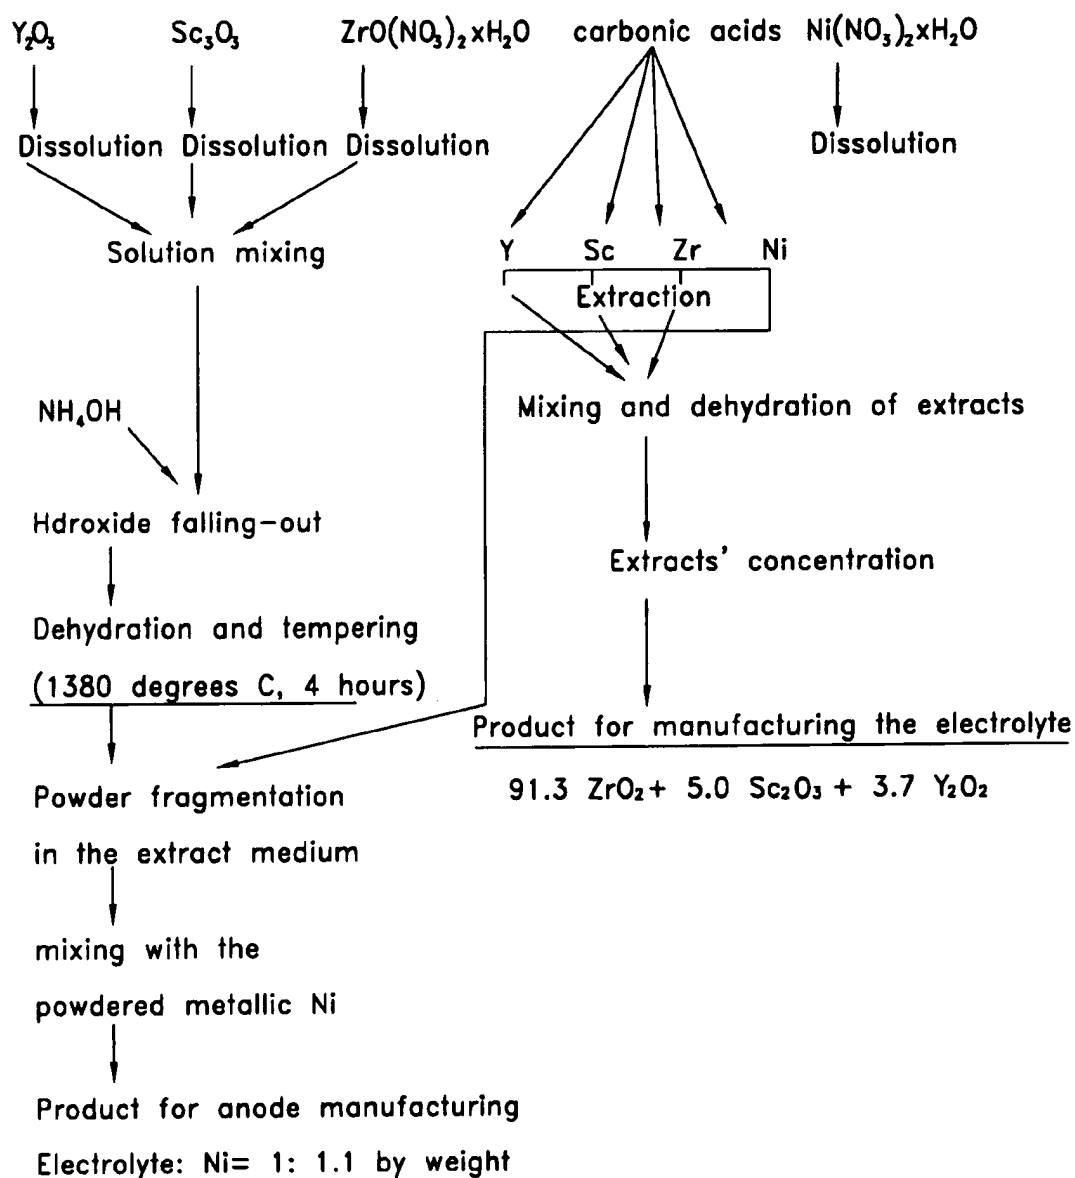 Y₂O₃ Sc₃O₃ ZrO(NO₃)₂xH₂O carbonic acids Ni(NO₃)₂xH₂O
Dissolution Dissolution Dissolution Dissolution
Solution mixing
Y Sc Zr Ni
Extraction
NH₄OH
Mixing and dehydration of extracts
Hdroxide falling-out
Extracts' concentration
Dehydration and tempering
(1380 degrees C, 4 hours)
Product for manufacturing the electrolyte
91.3 ZrO₂ + 5.0 Sc₂O₃ + 3.7 Y₂O₂
Powder fragmentation
in the extract medium
mixing with the
powdered metallic Ni
Product for anode manufacturing
Electrolyte: Ni= 1: 1.1 by weight